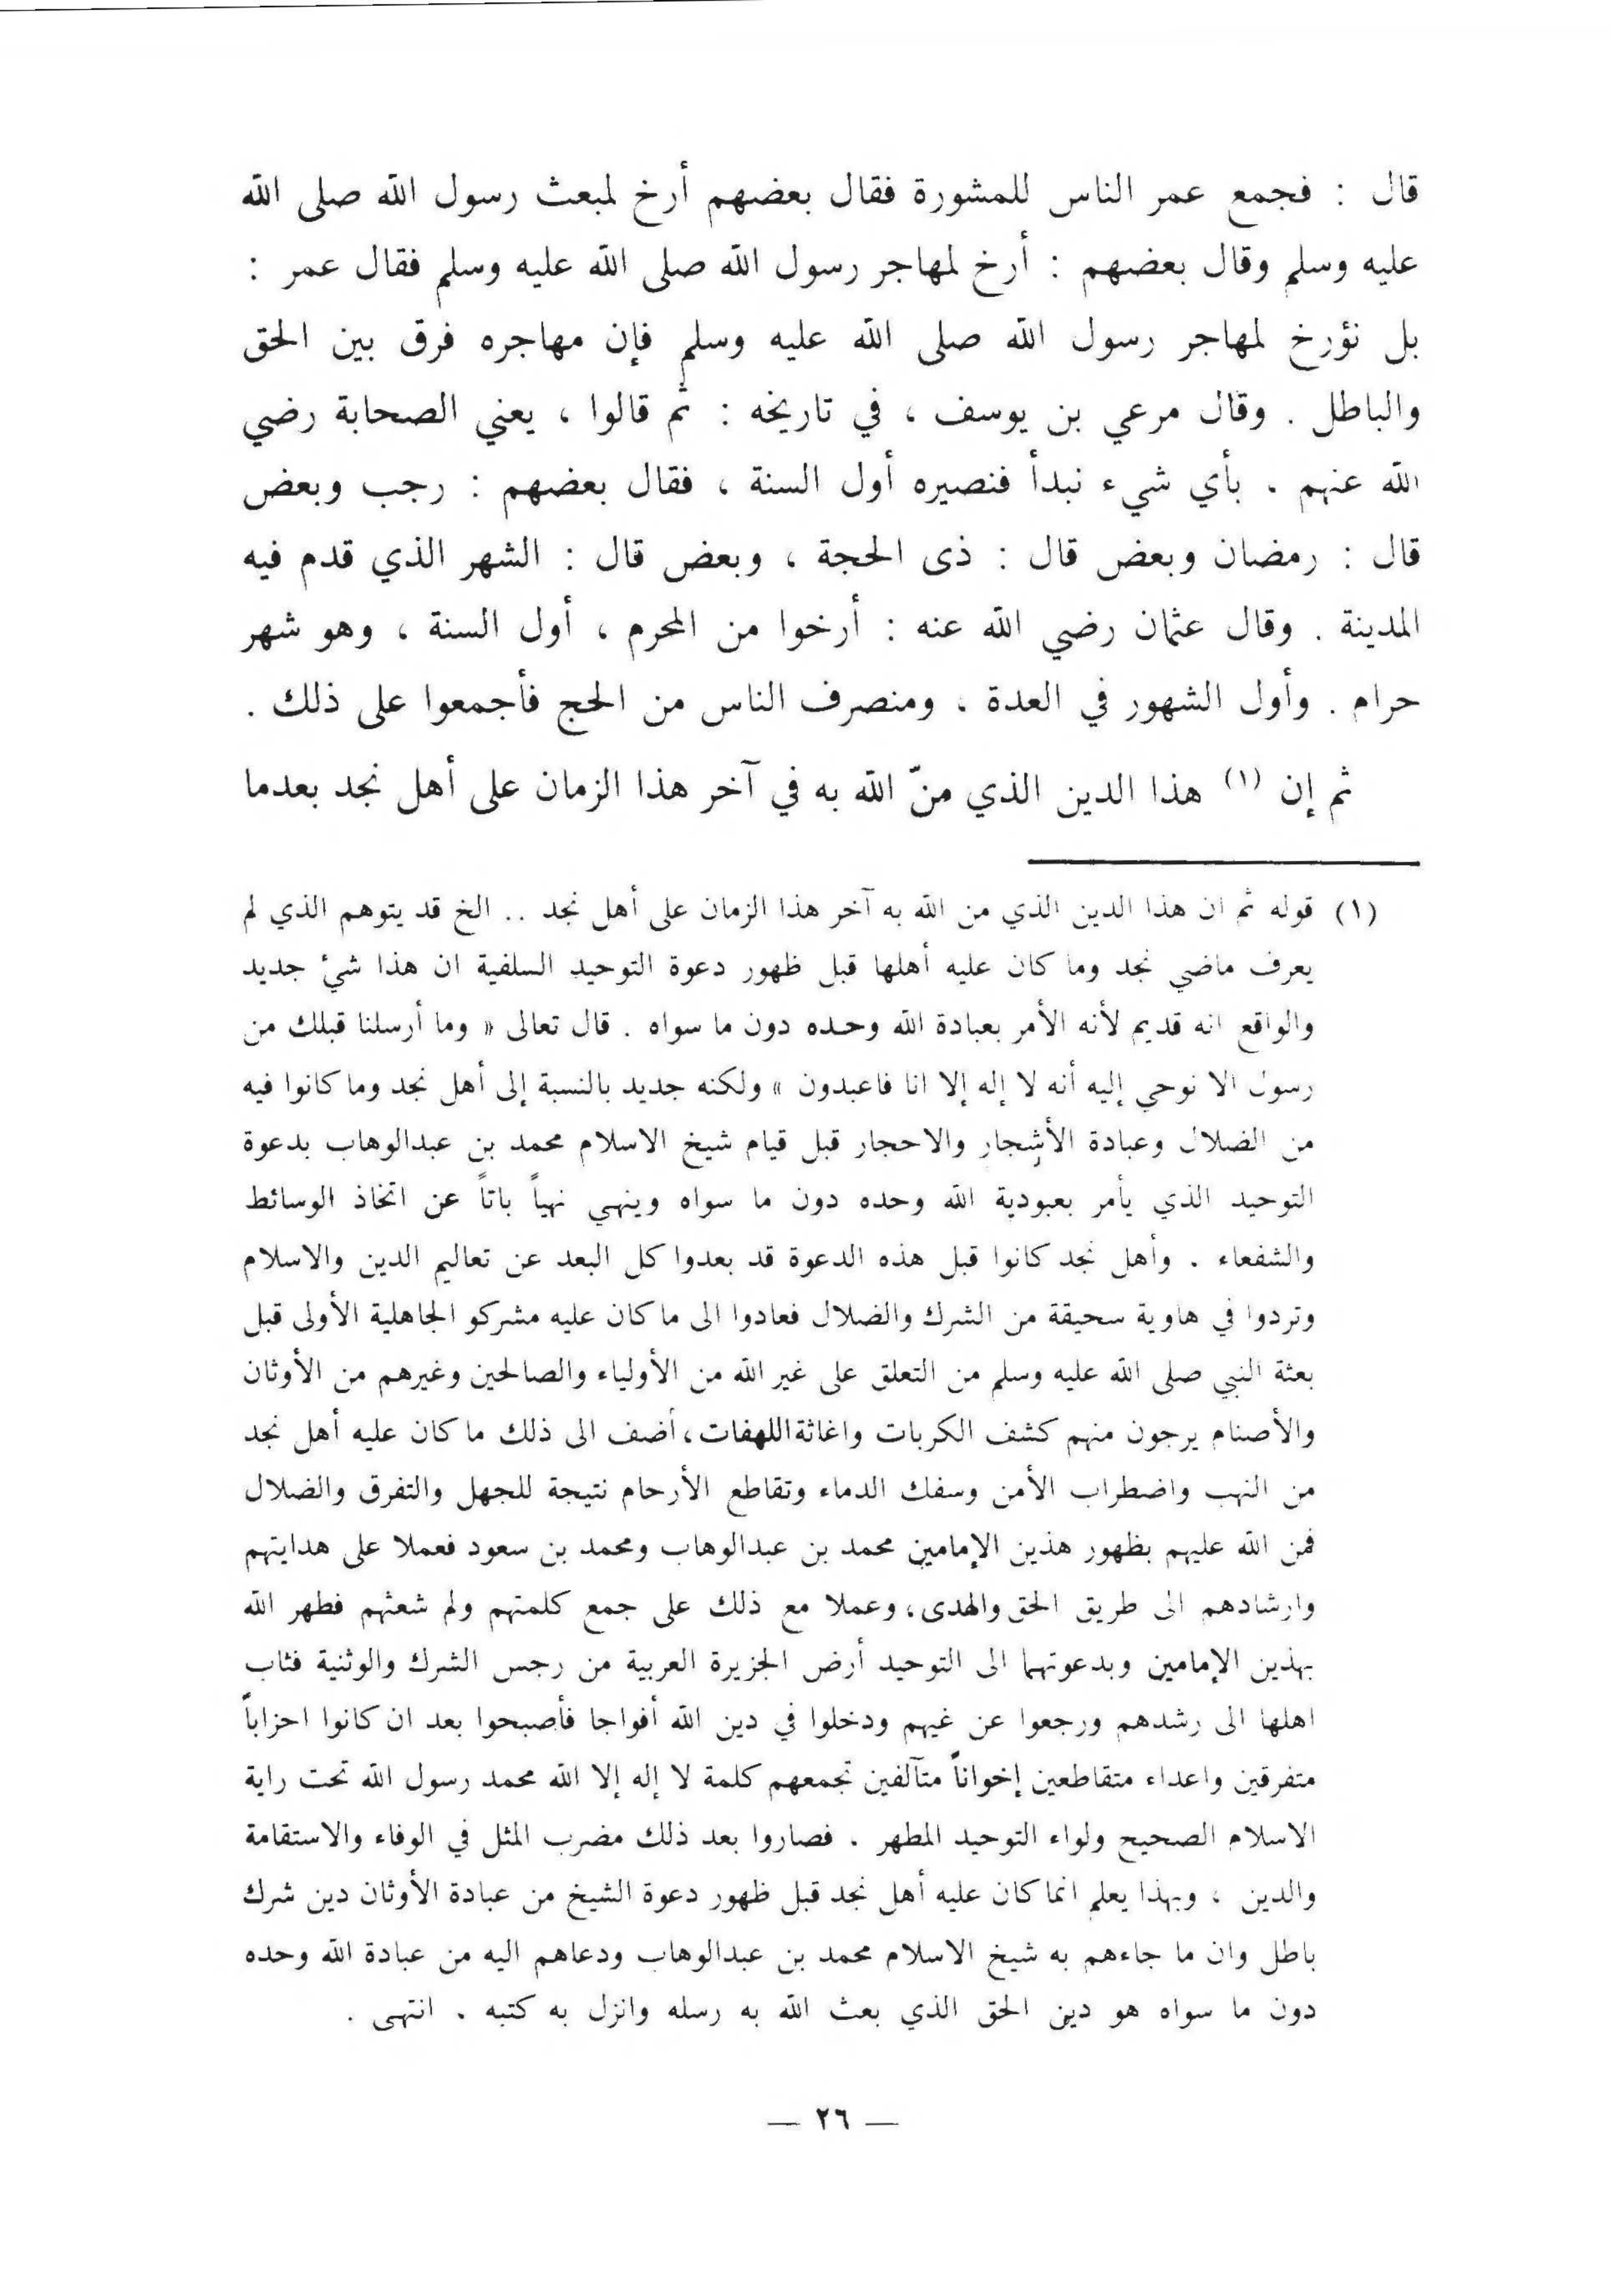 قال : فجمع عمر الناس للمشورة فقال بعضهم أرخ لمبعث رسول الله صلى الله
عليه وسلم وقال بعضهم : أرخ لمهاجر رسول الله صلى الله عليه وسلم فقال عمر :
بل نؤرخ لمهاجر رسول الله صلى الله عليه وسلم فإن مهاجره فرق بين الحق
والباطل . وقال مرعي بن يوسف ، في تاريخه : ثم قالوا ، يعني الصحابة رضي
الله عنهم . بأي شيء نبدأ فنصيره أول السنة ، فقال بعضهم : رجب وبعض
قال : رمضان وبعض قال : ذى الحجة ، وبعض قال : الشهر الذي قدم فيه
المدينة . وقال عثمان رضي الله عنه : أرخوا من المحرم ، أول السنة ، وهو شهر
حرام . وأول الشهور في العدة ، ومنصرف الناس من الحج فأجمعوا على ذلك .
ثم إن (١) هذا الدين الذي منّ الله به في آخر هذا الزمان على أهل نجد بعدما
(١) قوله ثم ان هذا الدين الذي من الله به آخر هذا الزمان على أهل نجد .. الخ قد يتوهم الذي لم
يعرف ماضي نجد وما كان عليه أهلها قبل ظهور دعوة التوحيد السلفية ان هذا شيء جديد
والواقع انه قديم لأنه الأمر بعبادة الله وحده دون ما سواه . قال تعالى « وما أرسلنا قبلك من
رسول الا نوحي إليه أنه لا إله إلا انا فاعبدون » ولكنه جديد بالنسبة إلى أهل نجد وما كانوا فيه
من الضلال وعبادة الأشجار والاحجار قبل قيام شيخ الاسلام محمد بن عبدالوهاب بدعوة
التوحيد الذي يأمر بعبودية الله وحده دون ما سواه وينهي نهياً باتاً عن اتخاذ الوسائط
والشفعاء . وأهل نجد كانوا قبل هذه الدعوة قد بعدوا كل البعد عن تعاليم الدين والاسلام
وتردوا في هاوية سحيقة من الشرك والضلال فعادوا الى ما كان عليه مشركو الجاهلية الأولى قبل
بعثة النبي صلى الله عليه وسلم من التعلق على غير الله من الأولياء والصالحين وغيرهم من الأوثان
والأصنام يرجون منهم كشف الكربات واغاثة اللهفات، أضف الى ذلك ما كان عليه أهل نجد
من النهب واضطراب الأمن وسفك الدماء وتقاطع الأرحام نتيجة للجهل والتفرق والضلال
فمن الله عليهم بظهور هذين الإمامين محمد بن عبدالوهاب ومحمد بن سعود فعملا على هدايتهم
وارشادهم الى طريق الحق والهدى، وعملا مع ذلك على جمع كلمتهم ولم شعثهم فطهر الله
بهذين الإمامين وبدعوتهما الى التوحيد أرض الجزيرة العربية من رجس الشرك والوثنية فثاب
اهلها الى رشدهم ورجعوا عن غيهم ودخلوا في دين الله أفواجا فأصبحوا بعد ان كانوا احزاباً
متفرقين واعداء متقاطعين إخواناً متآلفين تجمعهم كلمة لا إله إلا الله محمد رسول الله تحت راية
الاسلام الصحيح ولواء التوحيد المطهر . فصاروا بعد ذلك مضرب المثل في الوفاء والاستقامة
والدين ، وبهذا يعلم انما كان عليه أهل نجد قبل ظهور دعوة الشيخ من عبادة الأوثان دين شرك
باطل وان ما جاءهم به شيخ الاسلام محمد بن عبدالوهاب ودعاهم اليه من عبادة الله وحده
دون ما سواه هو دين الحق الذي بعث الله به رسله وانزل به كتبه . انتهى .
— ٢٦ —